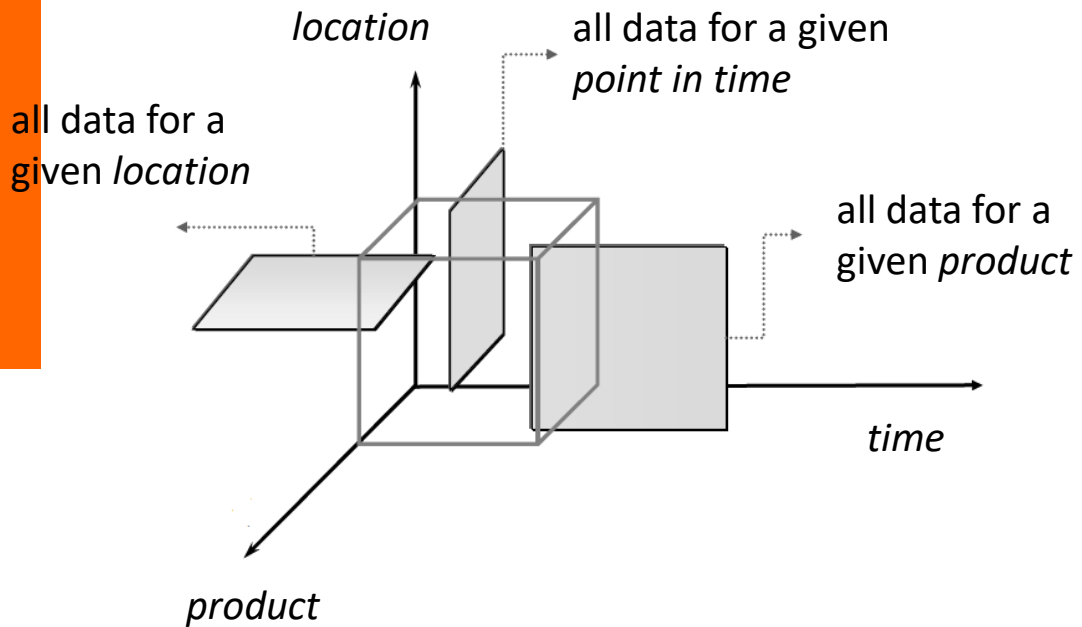 location
all data for a given
point in time
all data for a
given location
all data for a
given product
time
product